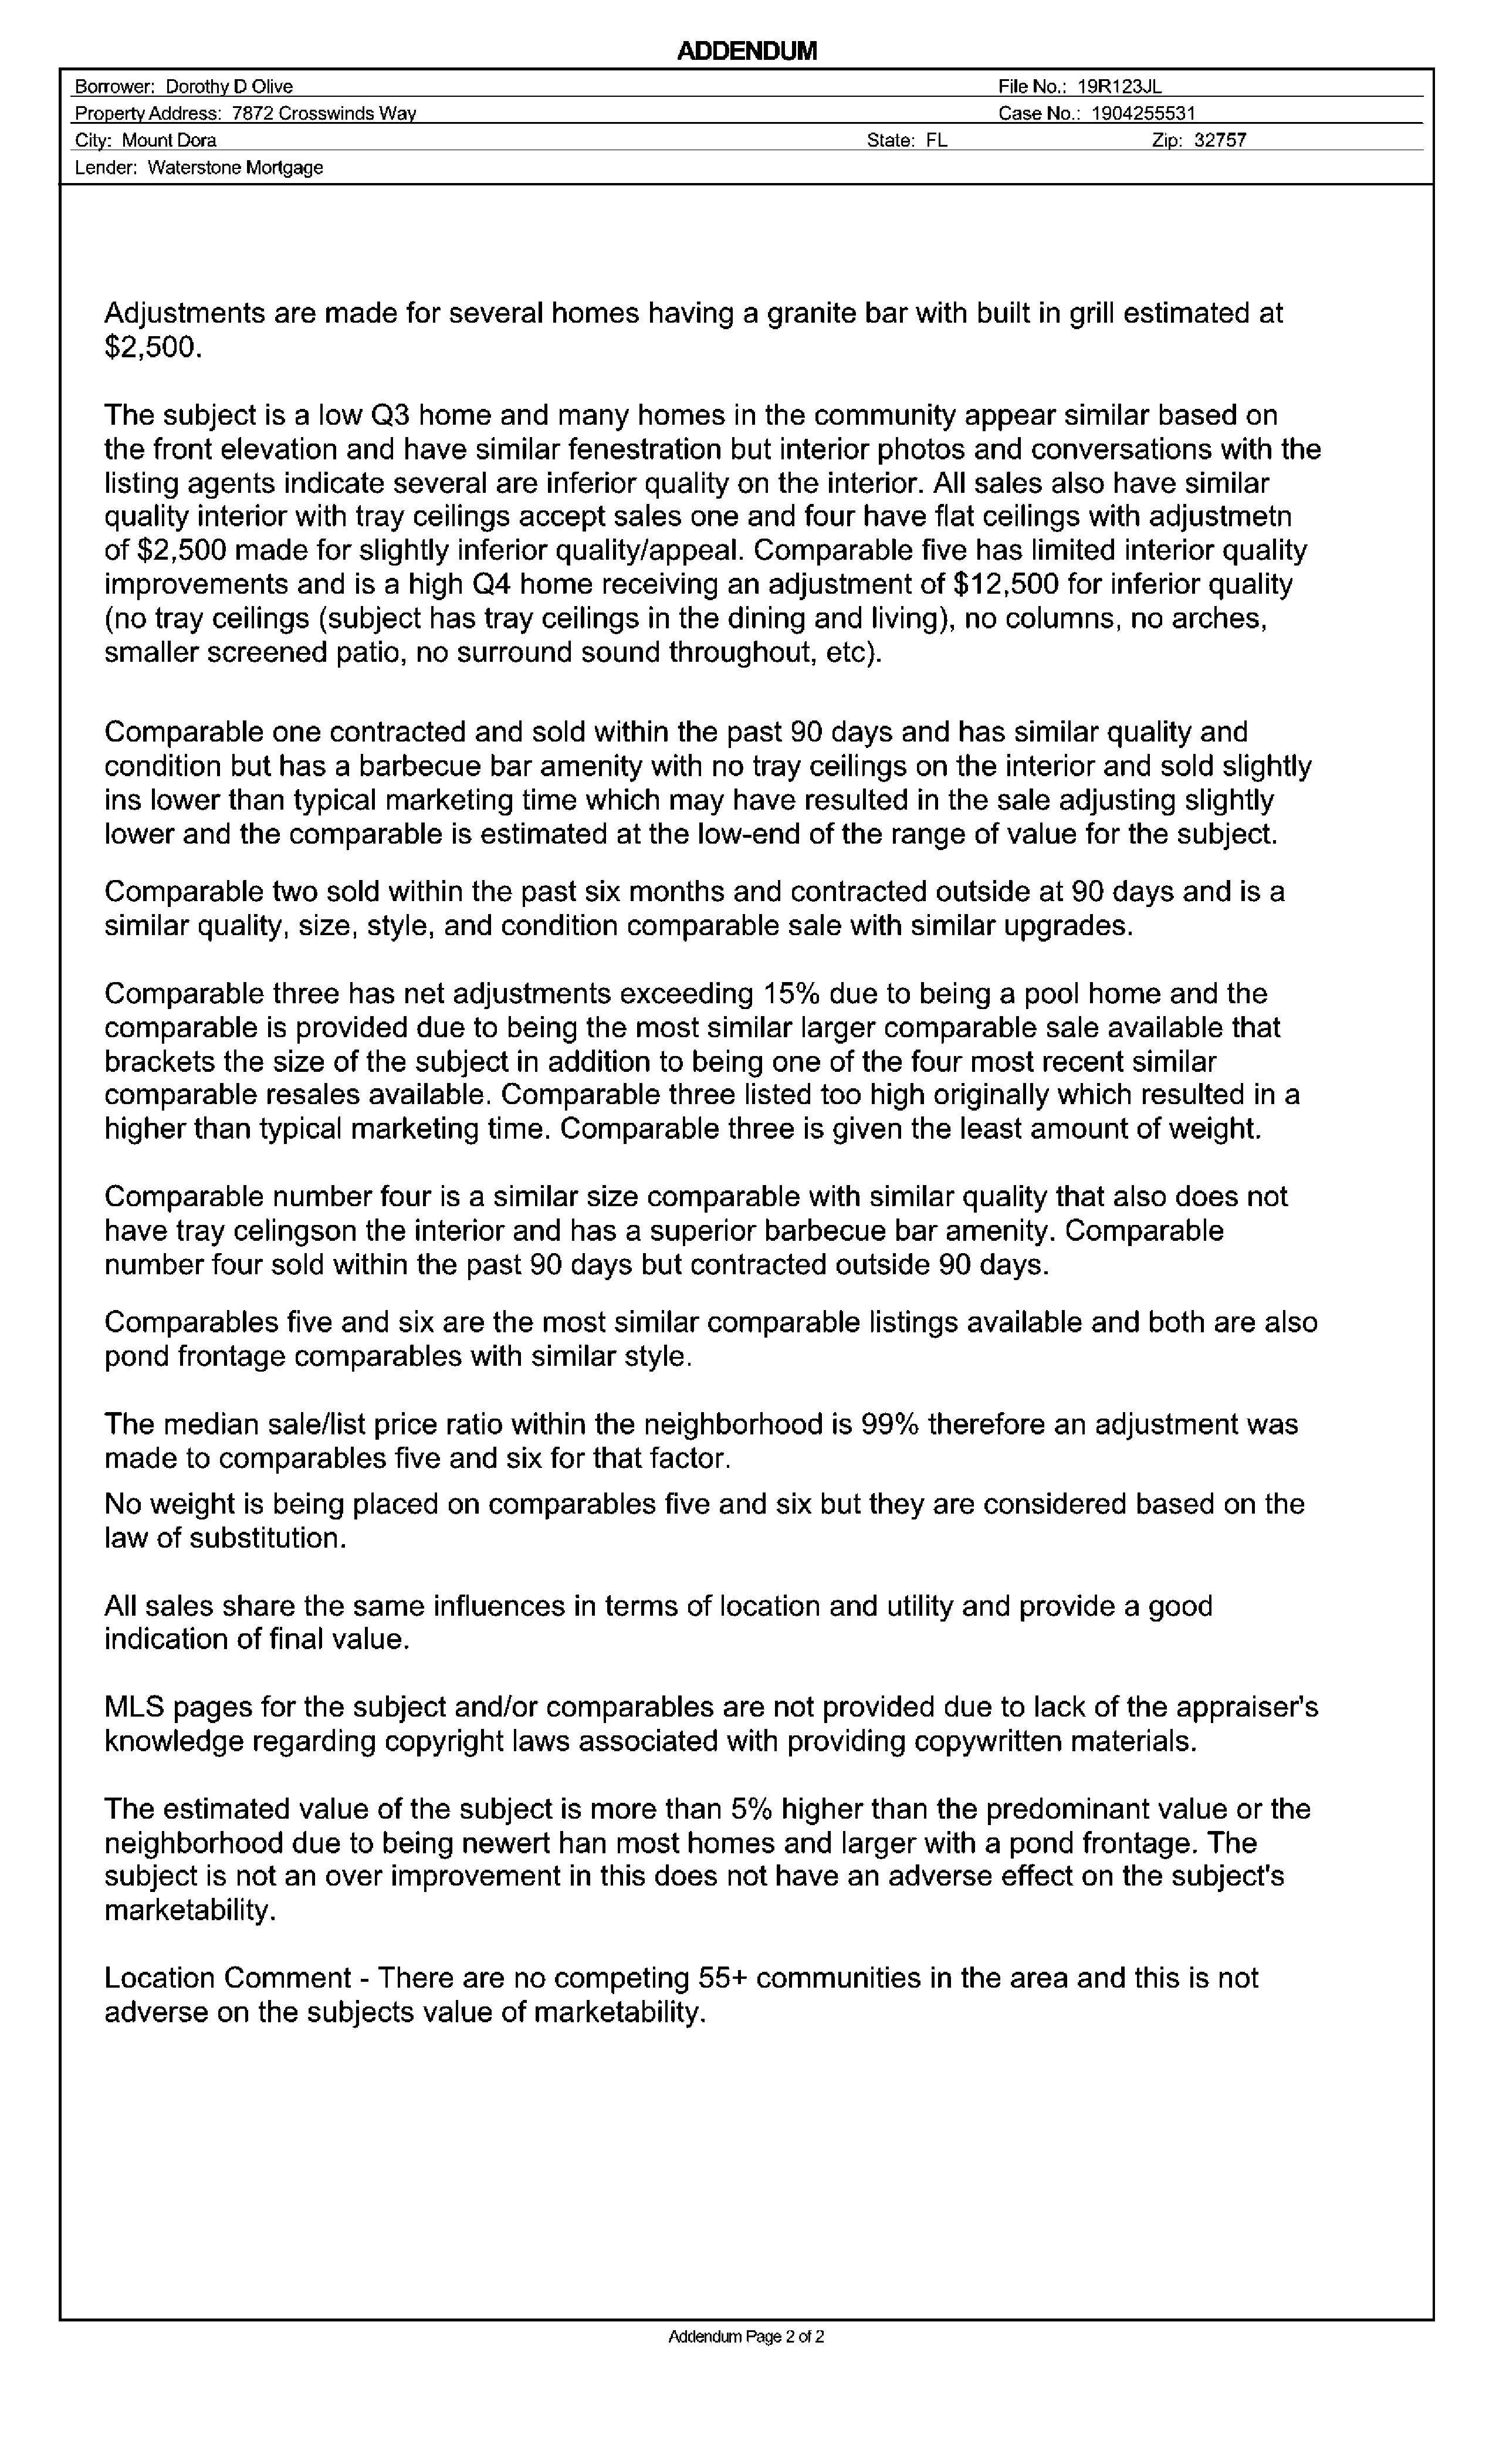 ADDENDUM
Borrower: Dorothy D Olive File No.: 19R123JL
Property Address: 7872 Crosswinds Way Case No.: 1904255531
City: Mount Dora State: FL Zip: 32757
Lender: Waterstone Mortgage
Adjustments are made for several homes having a granite bar with built in grill estimated at
$2,500.
The subject is a low Q3 home and many homes in the community appear similar based on
the front elevation and have similar fenestration but interior photos and conversations with the
listing agents indicate several are inferior quality on the interior. All sales also have similar
quality interior with tray ceilings accept sales one and four have flat ceilings with adjustmetn
of $2,500 made for slightly inferior quality/appeal. Comparable five has limited interior quality
improvements and is a high Q4 home receiving an adjustment of $12,500 for inferior quality
(no tray ceilings (subject has tray ceilings in the dining and living), no columns, no arches,
smaller screened patio, no surround sound throughout, etc).
Comparable one contracted and sold within the past 90 days and has similar quality and
condition but has a barbecue bar amenity with no tray ceilings on the interior and sold slightly
ins lower than typical marketing time which may have resulted in the sale adjusting slightly
lower and the comparable is estimated at the low-end of the range of value for the subject.
Comparable two sold within the past six months and contracted outside at 90 days and is a
similar quality, size, style, and condition comparable sale with similar upgrades.
Comparable three has net adjustments exceeding 15% due to being a pool home and the
comparable is provided due to being the most similar larger comparable sale available that
brackets the size of the subject in addition to being one of the four most recent similar
comparable resales available. Comparable three listed too high originally which resulted in a
higher than typical marketing time. Comparable three is given the least amount of weight.
Comparable number four is a similar size comparable with similar quality that also does not
have tray celingson the interior and has a superior barbecue bar amenity. Comparable
number four sold within the past 90 days but contracted outside 90 days.
Comparables five and six are the most similar comparable listings available and both are also
pond frontage comparables with similar style.
The median sale/list price ratio within the neighborhood is 99% therefore an adjustment was
made to comparables five and six for that factor.
No weight is being placed on comparables five and six but they are considered based on the
law of substitution.
All sales share the same influences in terms of location and utility and provide a good
indication of final value.
MLS pages for the subject and/or comparables are not provided due to lack of the appraiser's
knowledge regarding copyright laws associated with providing copywritten materials.
The estimated value of the subject is more than 5% higher than the predominant value or the
neighborhood due to being newert han most homes and larger with a pond frontage. The
subject is not an over improvement in this does not have an adverse effect on the subject's
marketability.
Location Comment - There are no competing 55+ communities in the area and this is not
adverse on the subjects value of marketability.
Addendum Page 2 of 2